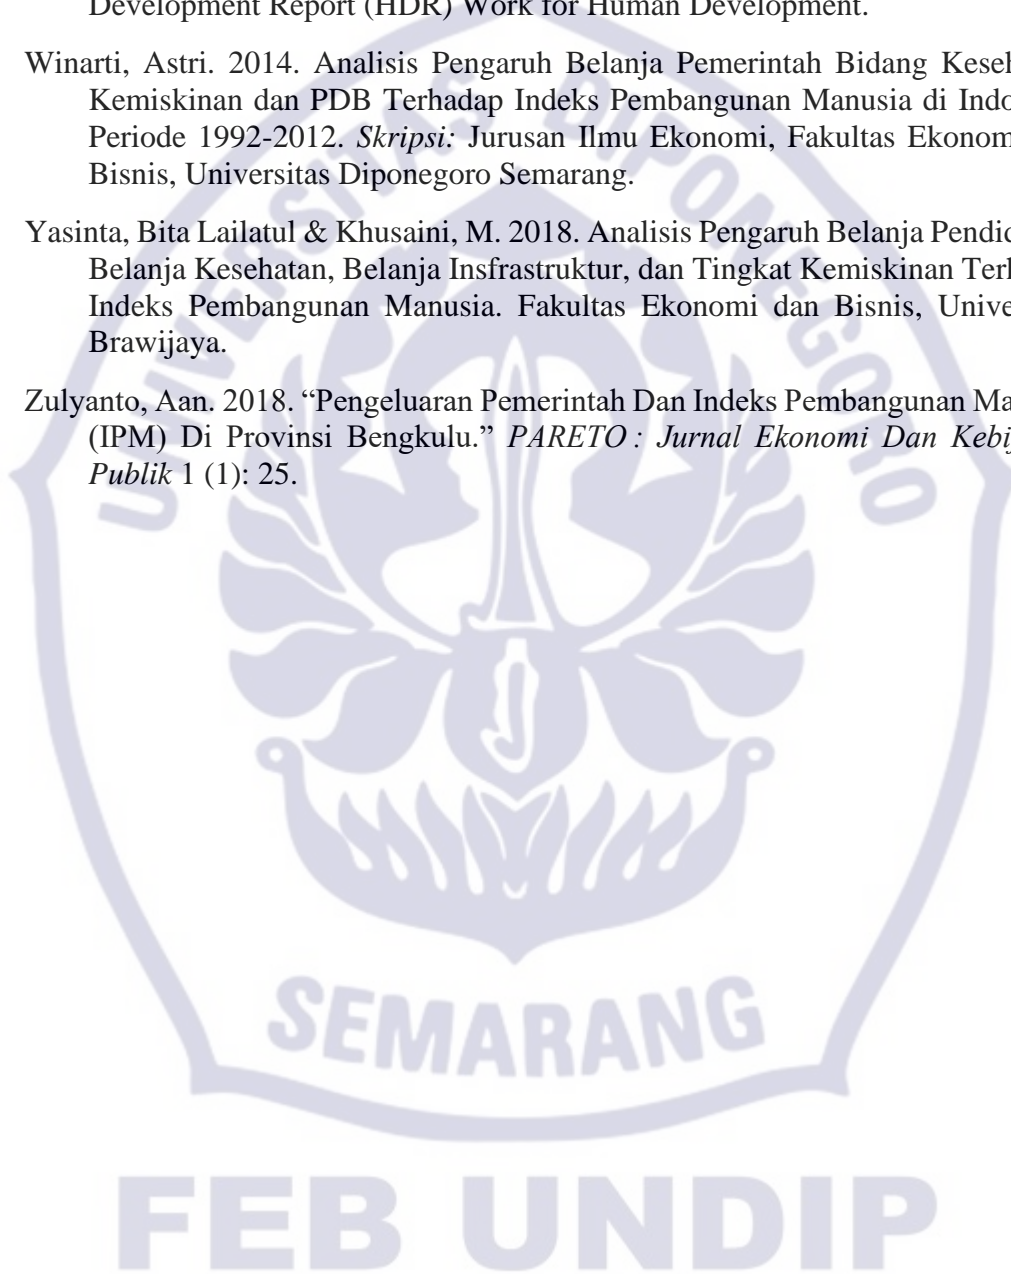 Development Report (HDR) Work for Human Development.
Winarti, Astri. 2014. Analisis Pengaruh Belanja Pemerintah Bidang Keseh
Kemiskinan dan PDB Terhadap Indeks Pembangunan Manusia di Indo
Periode 1992-2012. Skripsi: Jurusan Ilmu Ekonomi, Fakultas Ekonom
Bisnis, Universitas Diponegoro Semarang.
Yasinta, Bita Lailatul & Khusaini, M. 2018. Analisis Pengaruh Belanja Pendid
Belanja Kesehatan, Belanja Insfrastruktur, dan Tingkat Kemiskinan Terh
Indeks Pembangunan Manusia. Fakultas Ekonomi dan Bisnis, Unive
Brawijaya.
Zulyanto, Aan. 2018. “Pengeluaran Pemerintah Dan Indeks Pembangunan Ma
(IPM) Di Provinsi Bengkulu.” PARETO : Jurnal Ekonomi Dan Kebij
Publik 1 (1): 25.
UNIVERSITAS DIPONEGORO
SEMARANG
FEB UNDIP